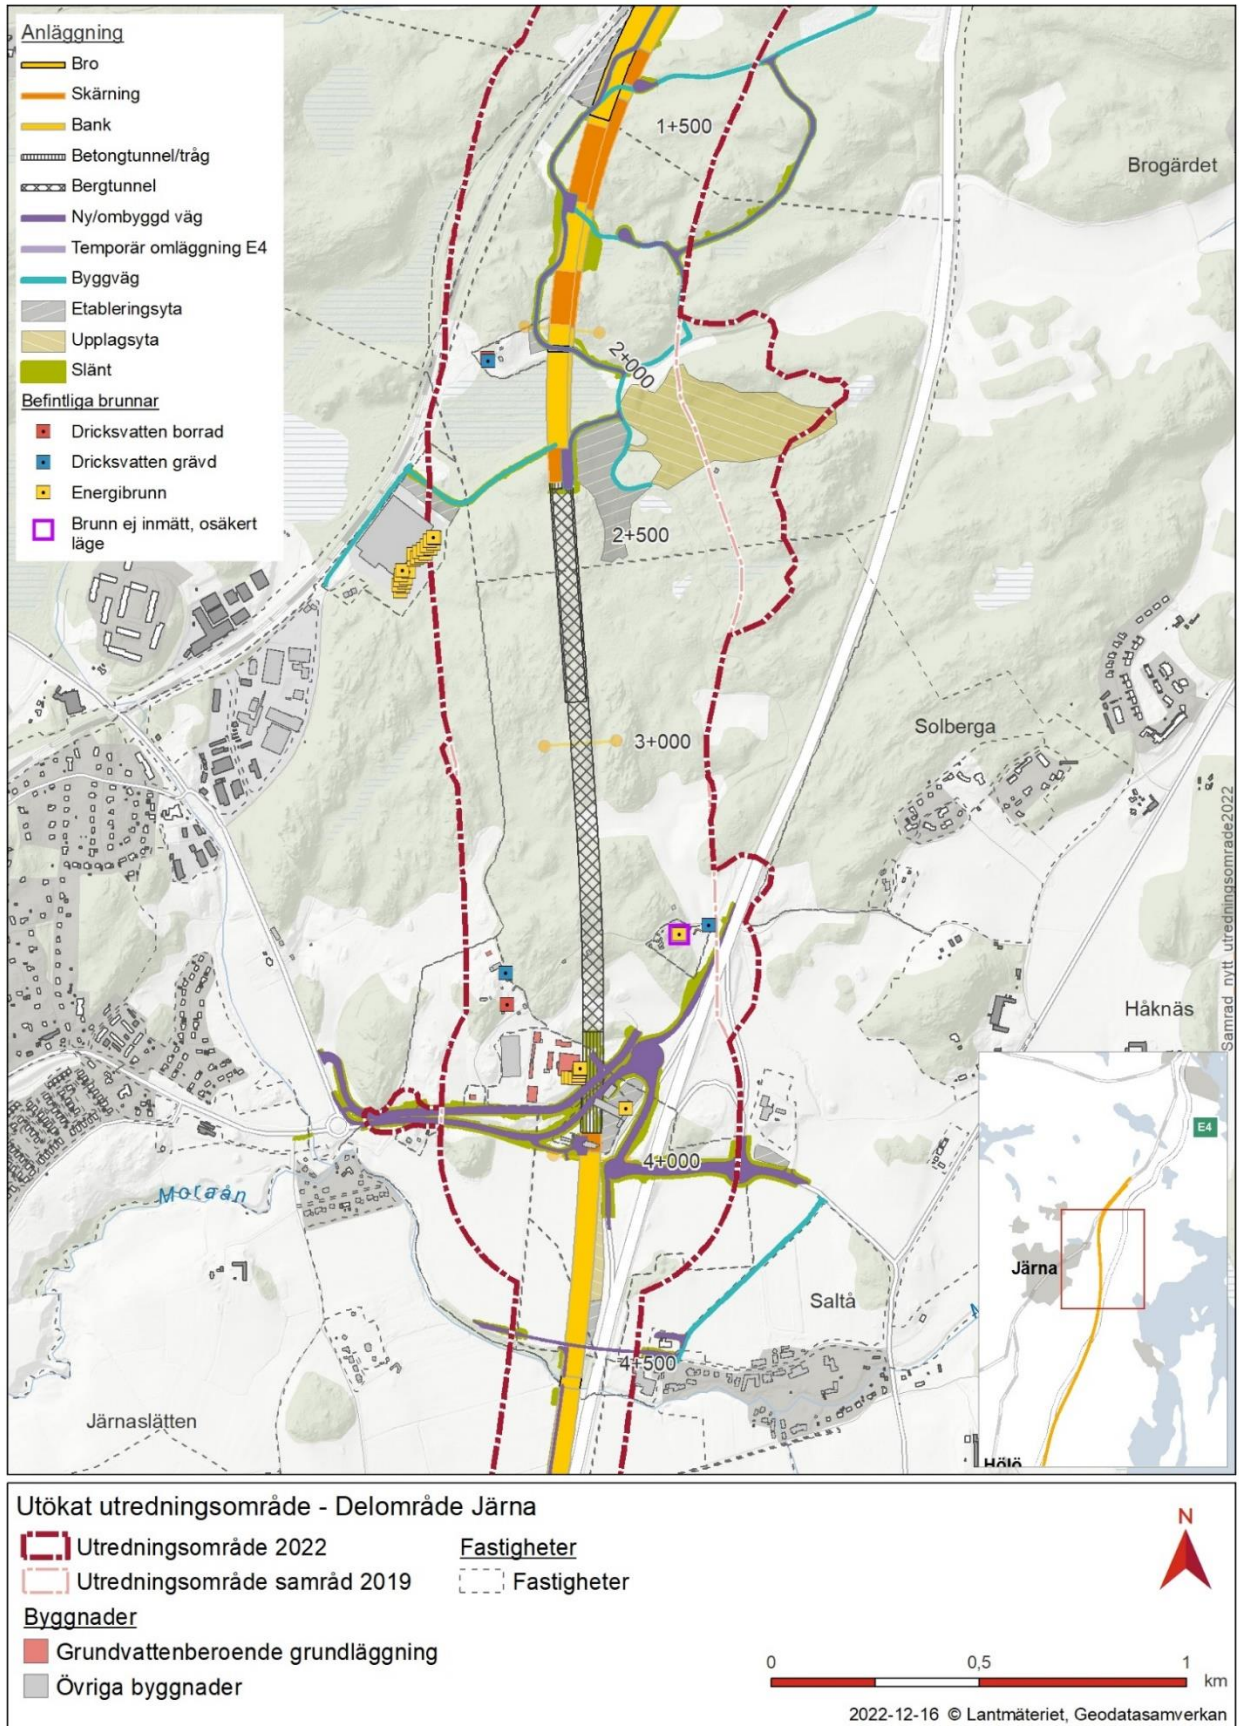 Anläggning
Bro
Skärning
Bank
Betongtunnel/tråg
Bergtunnel
Ny/ombyggd väg
Temporär omläggning E4
Byggväg
Etableringsyta
Upplagsyta
Slänt
Befintliga brunnar
Dricksvatten borrad
Dricksvatten grävd
Energibrunn
Brunn ej inmätt, osäkert
läge
1+500
Brogärdet
2+000
2+500
3+000
Solberga
Håknäs
Samrad nytt utredningsomrade2022
4+000
Moraån
Saltå
4+500
Järnaslätten
E4
Järna
Hölö
Utökat utredningsområde - Delområde Järna
Utredningsområde 2022
Utredningsområde samråd 2019
Fastigheter
Fastigheter
Byggnader
Grundvattenberoende grundläggning
Övriga byggnader
N
0 0,5 1
km
2022-12-16 © Lantmäteriet, Geodatasamverkan